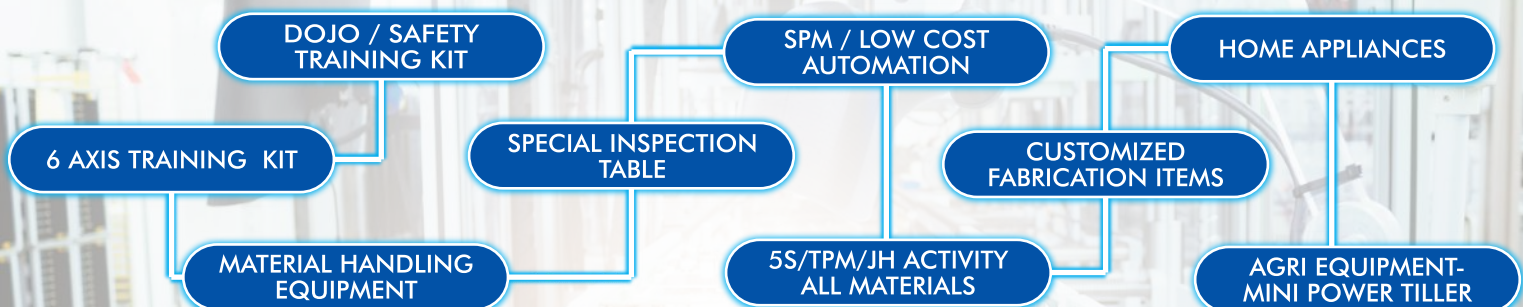 DOJO / SAFETY
TRAINING KIT
6 AXIS TRAINING KIT
MATERIAL HANDLING
EQUIPMENT
SPECIAL INSPECTION
TABLE
SPM / LOW COST
AUTOMATION
5S/TPM/JH ACTIVITY
ALL MATERIALS
CUSTOMIZED
FABRICATION ITEMS
HOME APPLIANCES
AGRI EQUIPMENT-
MINI POWER TILLER